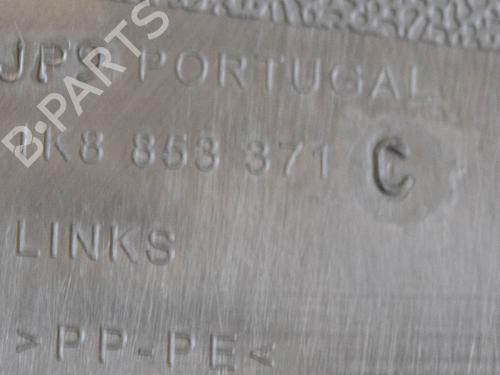 JPS PORTUGAL
1K8 853 371 C
LINKS
>PP-PE<
B-PARTS